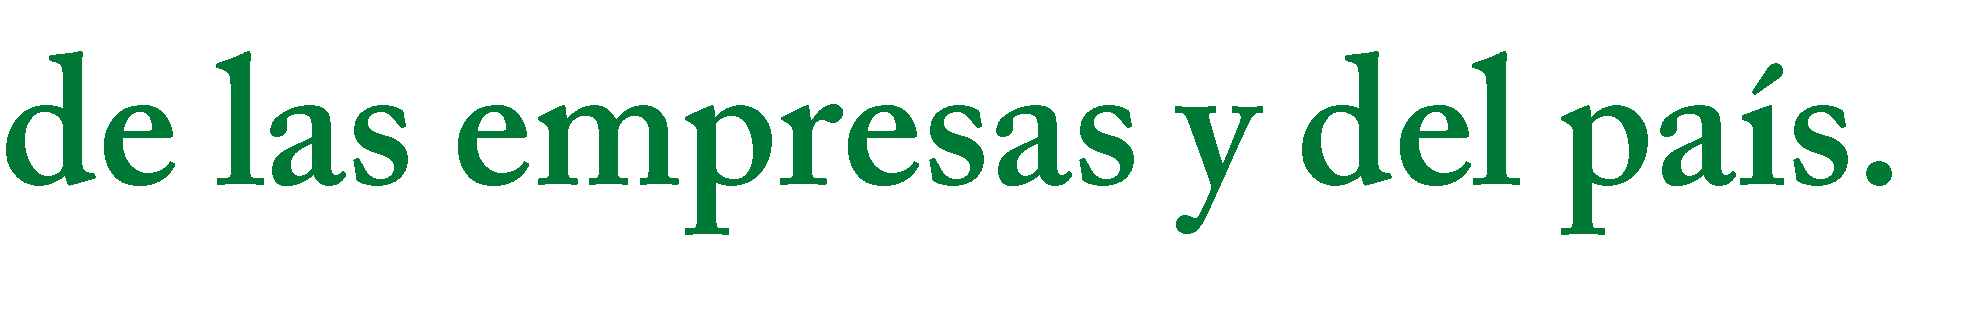 de las empresas y del país.